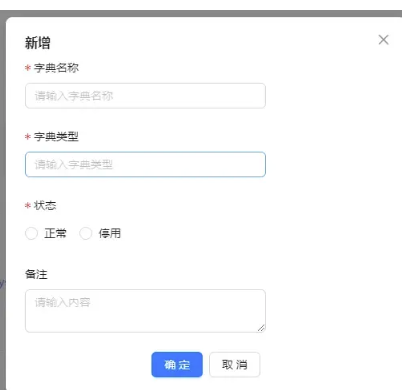 新增
* 字典名称
请输入字典名称
* 字典类型
请输入字典类型
* 状态
正常 停用
备注
请输入内容
确定 取消